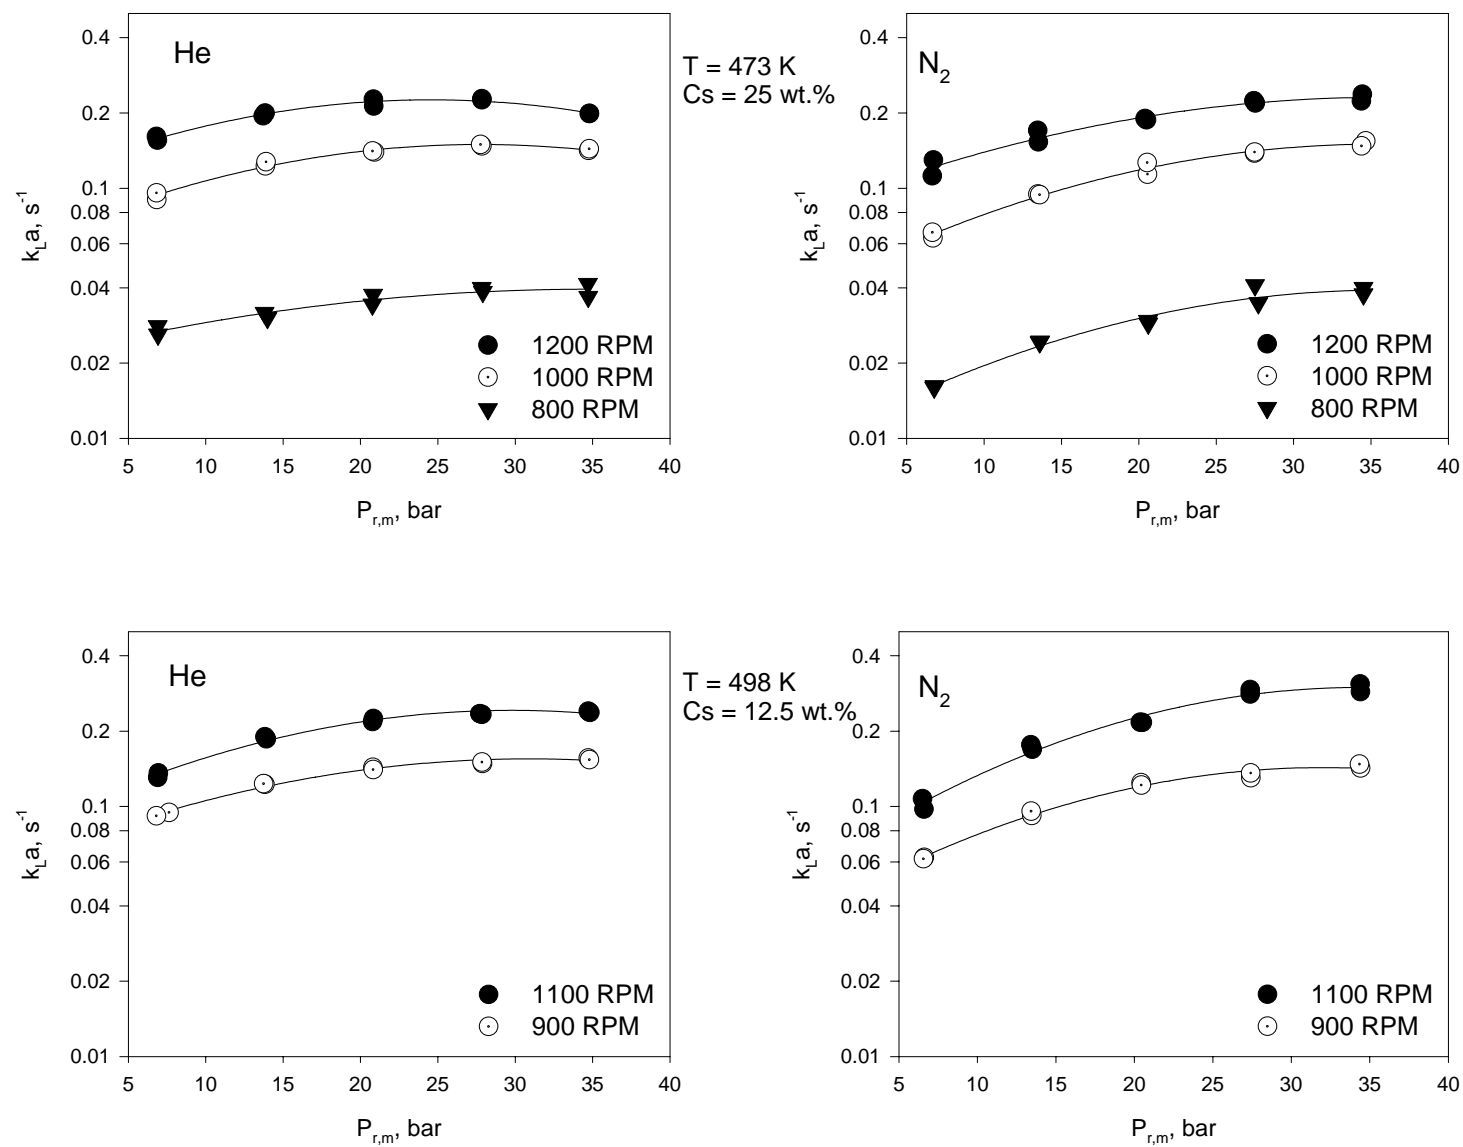 He
0.4
0.2
0.1
0.08
0.06
0.04
0.02
0.01
kLa, s-1
1200 RPM
1000 RPM
800 RPM
5 10 15 20 25 30 35 40
Pr,m, bar
T = 473 K
Cs = 25 wt.%
N2
0.4
0.2
0.1
0.08
0.06
0.04
0.02
0.01
kLa, s-1
1200 RPM
1000 RPM
800 RPM
5 10 15 20 25 30 35 40
Pr,m, bar
He
0.4
0.2
0.1
0.08
0.06
0.04
0.02
0.01
kLa, s-1
1100 RPM
900 RPM
5 10 15 20 25 30 35 40
Pr,m, bar
T = 498 K
Cs = 12.5 wt.%
N2
0.4
0.2
0.1
0.08
0.06
0.04
0.02
0.01
kLa, s-1
1100 RPM
900 RPM
5 10 15 20 25 30 35 40
Pr,m, bar